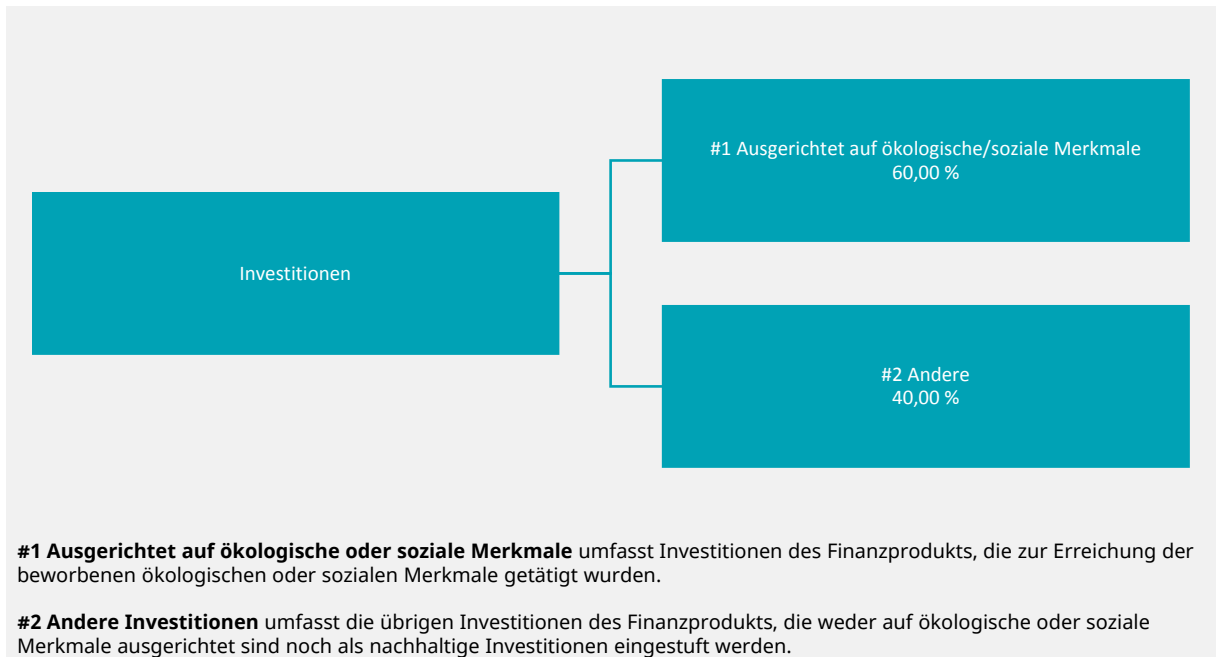 #1 Ausgerichtet auf ökologische/soziale Merkmale
60,00 %
Investitionen
#2 Andere
40,00 %
#1 Ausgerichtet auf ökologische oder soziale Merkmale umfasst Investitionen des Finanzprodukts, die zur Erreichung der
beworbenen ökologischen oder sozialen Merkmale getätigt wurden.
#2 Andere Investitionen umfasst die übrigen Investitionen des Finanzprodukts, die weder auf ökologische oder soziale
Merkmale ausgerichtet sind noch als nachhaltige Investitionen eingestuft werden.